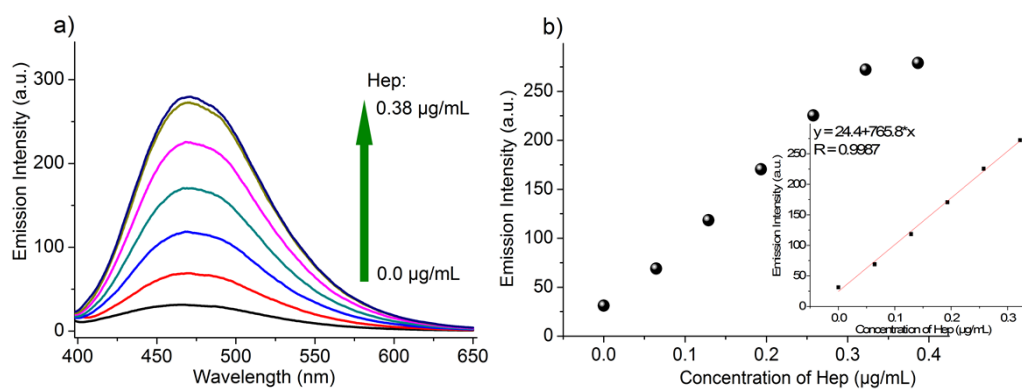 a)
Emission Intensity (a.u.)
300
200
100
0
400
450
500
550
600
650
Wavelength (nm)
Hep:
0.38 µg/mL
0.0 µg/mL
b)
Emission Intensity (a.u.)
300
250
200
150
100
50
0
0.0
0.1
0.2
0.3
0.4
Concentration of Hep (µg/mL)
y = 24.4+765.8*x
R = 0.9987
Emission Intensity (a.u.)
250
200
150
100
50
0
0.0
0.1
0.2
0.3
Concentration of Hep (µg/mL)